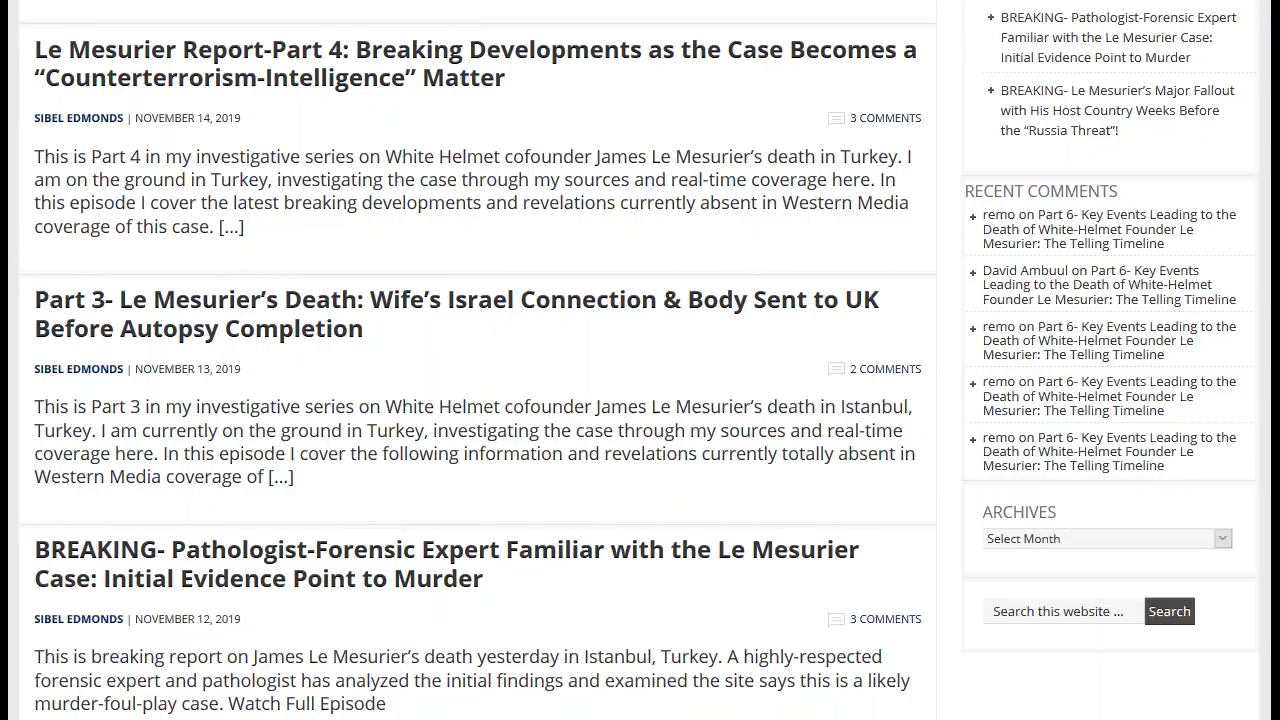 Le Mesurier Report-Part 4: Breaking Developments as the Case Becomes a
“Counterterrorism-Intelligence” Matter
SIBEL EDMONDS | NOVEMBER 14, 2019
3 COMMENTS
This is Part 4 in my investigative series on White Helmet cofounder James Le Mesurier’s death in Turkey. I
am on the ground in Turkey, investigating the case through my sources and real-time coverage here. In
this episode I cover the latest breaking developments and revelations currently absent in Western Media
coverage of this case. [...]
Part 3- Le Mesurier’s Death: Wife’s Israel Connection & Body Sent to UK
Before Autopsy Completion
SIBEL EDMONDS | NOVEMBER 13, 2019
2 COMMENTS
This is Part 3 in my investigative series on White Helmet cofounder James Le Mesurier’s death in Istanbul,
Turkey. I am currently on the ground in Turkey, investigating the case through my sources and real-time
coverage here. In this episode I cover the following information and revelations currently totally absent in
Western Media coverage of [...]
BREAKING- Pathologist-Forensic Expert Familiar with the Le Mesurier
Case: Initial Evidence Point to Murder
SIBEL EDMONDS | NOVEMBER 12, 2019
3 COMMENTS
This is breaking report on James Le Mesurier’s death yesterday in Istanbul, Turkey. A highly-respected
forensic expert and pathologist has analyzed the initial findings and examined the site says this is a likely
murder-foul-play case. Watch Full Episode
BREAKING- Pathologist-Forensic Expert
Familiar with the Le Mesurier Case:
Initial Evidence Point to Murder
BREAKING- Le Mesurier’s Major Fallout
with His Host Country Weeks Before
the “Russia Threat”!
RECENT COMMENTS
remo on Part 6- Key Events Leading to the
Death of White-Helmet Founder Le
Mesurier: The Telling Timeline
David Ambuul on Part 6- Key Events
Leading to the Death of White-Helmet
Founder Le Mesurier: The Telling Timeline
remo on Part 6- Key Events Leading to the
Death of White-Helmet Founder Le
Mesurier: The Telling Timeline
remo on Part 6- Key Events Leading to the
Death of White-Helmet Founder Le
Mesurier: The Telling Timeline
remo on Part 6- Key Events Leading to the
Death of White-Helmet Founder Le
Mesurier: The Telling Timeline
ARCHIVES
Select Month
Search this website ...
Search